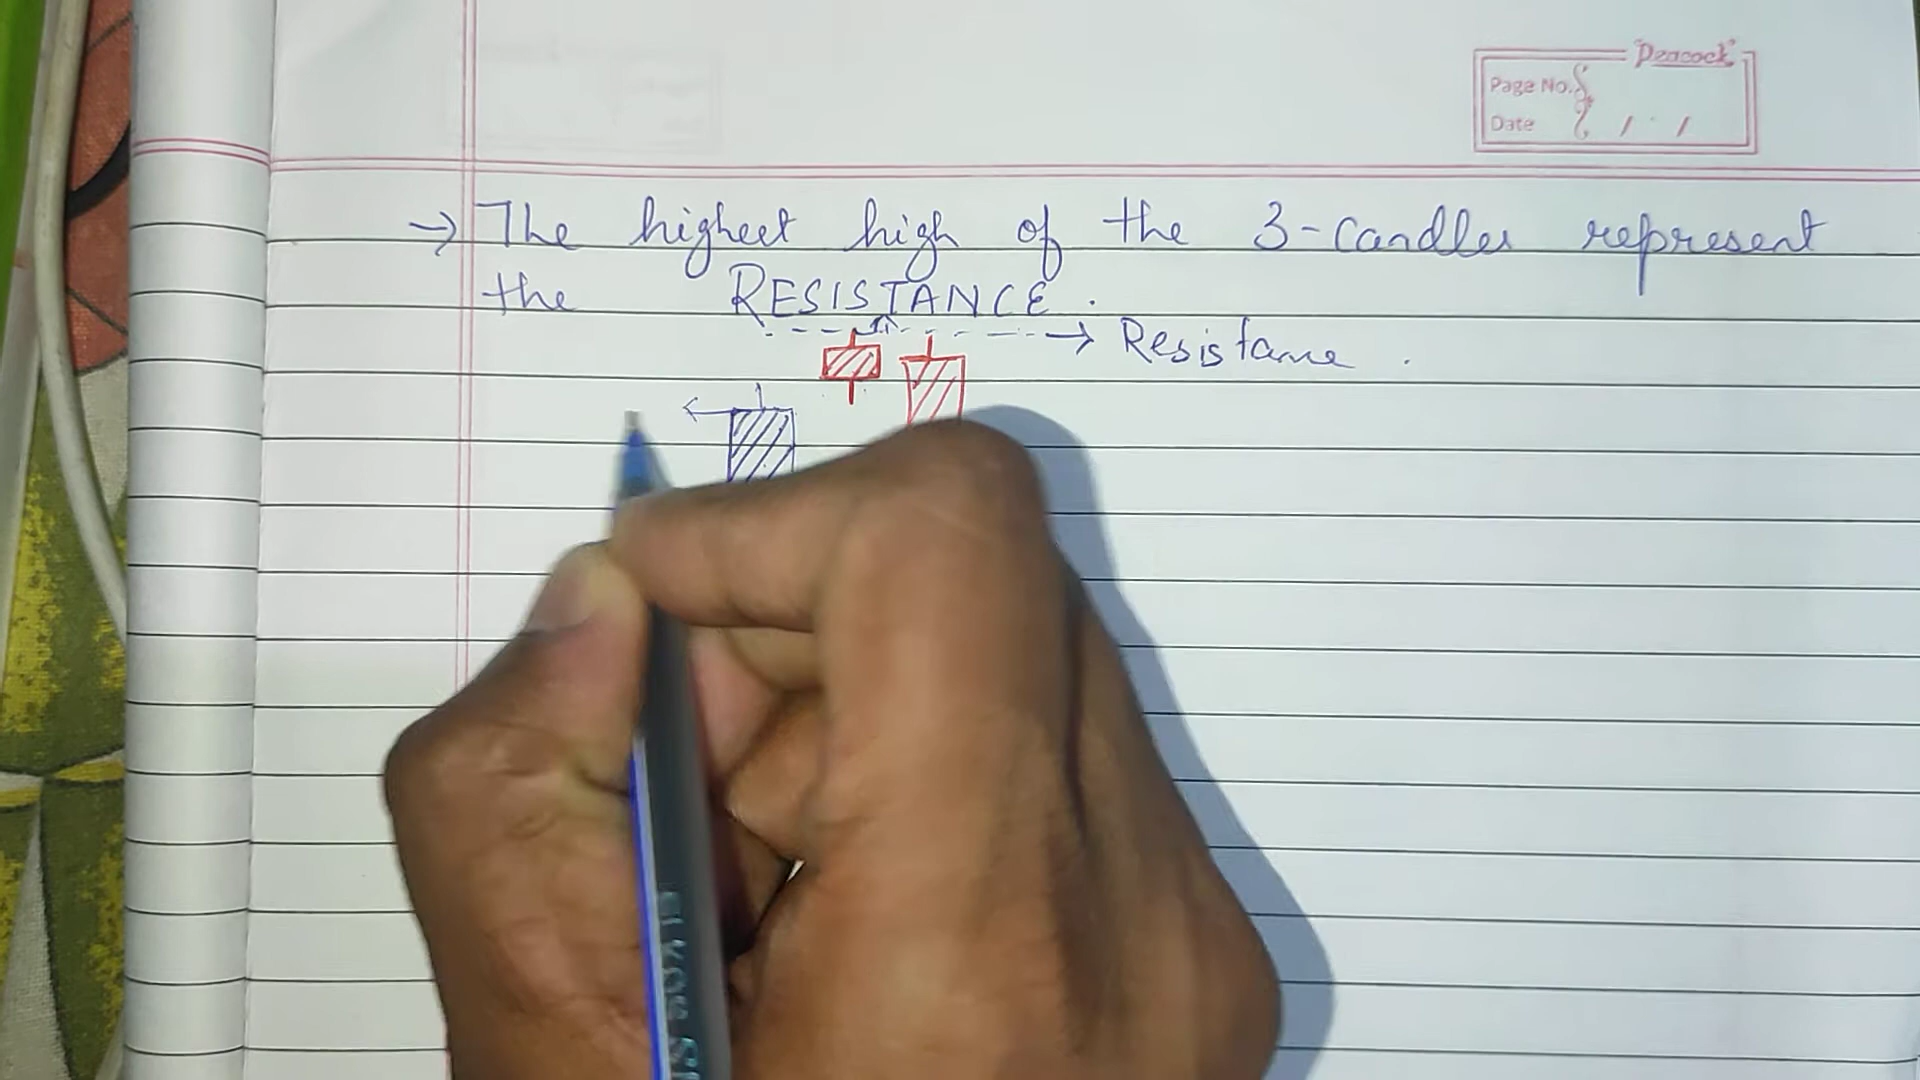 Peacock
Page No.
Date / /
→ The highest high of the 3-candles represent
the RESISTANCE.
→ Resistance.